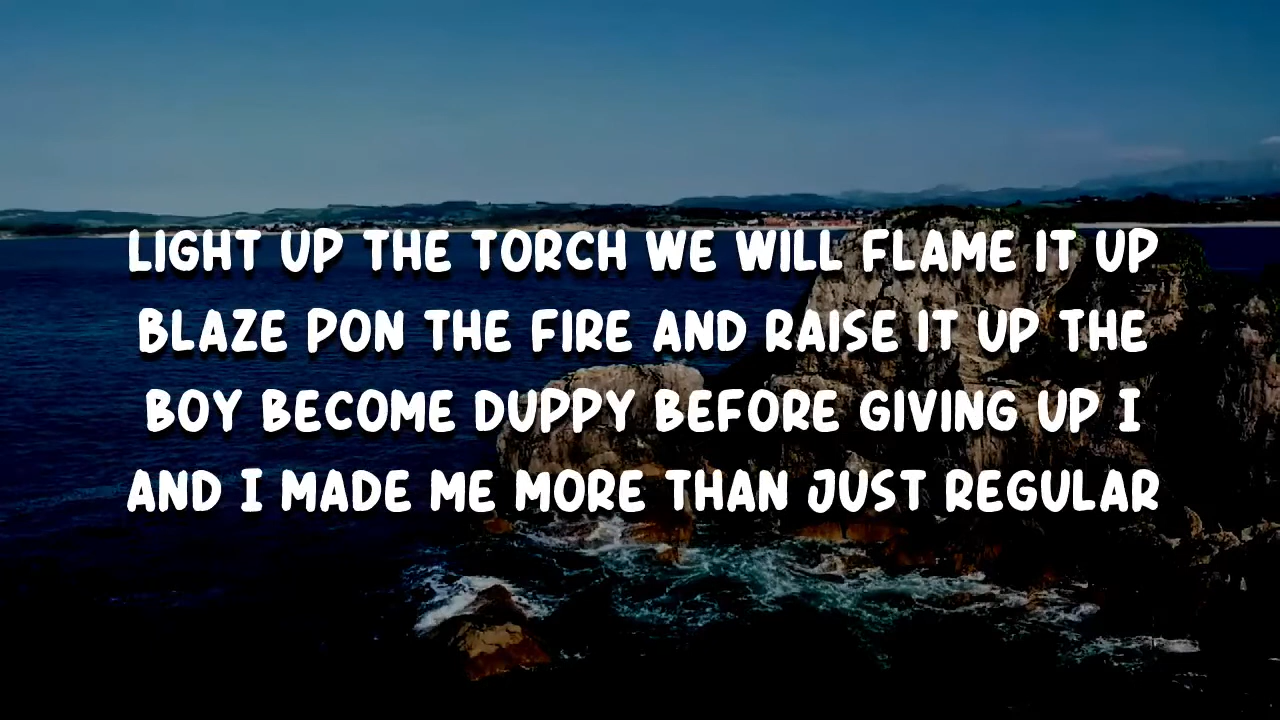 LIGHT UP THE TORCH WE WILL FLAME IT UP
BLAZE PON THE FIRE AND RAISE IT UP THE
BOY BECOME DUPPY BEFORE GIVING UP I
AND I MADE ME MORE THAN JUST REGULAR